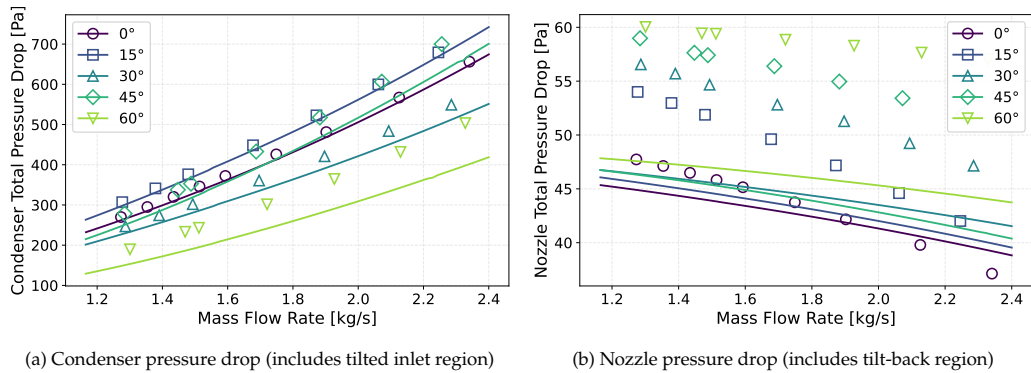 Condenser Total Pressure Drop [Pa]
700
600
500
400
300
200
100
0°
15°
30°
45°
60°
1.2 1.4 1.6 1.8 2.0 2.2 2.4
Mass Flow Rate [kg/s]
(a) Condenser pressure drop (includes tilted inlet region)
Nozzle Total Pressure Drop [Pa]
60
55
50
45
40
0°
15°
30°
45°
60°
1.2 1.4 1.6 1.8 2.0 2.2 2.4
Mass Flow Rate [kg/s]
(b) Nozzle pressure drop (includes tilt-back region)